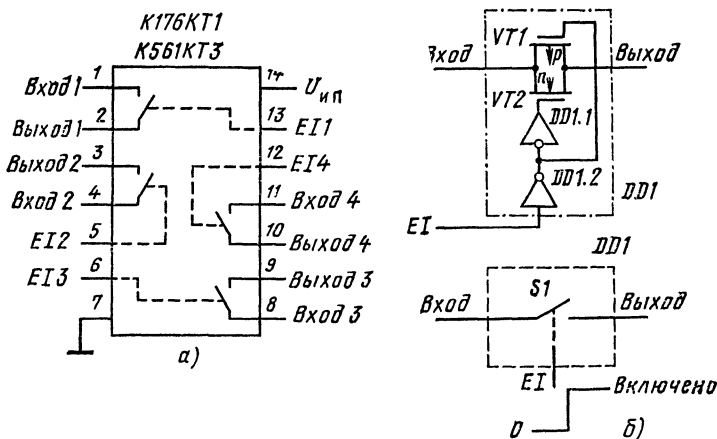 К176КТ1
К561КТ3
1
Вход 1
2
Выход 1
3
Выход 2
4
Вход 2
5
EI2
6
EI3
7
14
Uип
13
EI1
12
EI4
11
Вход 4
10
Выход 4
9
Выход 3
8
Вход 3
а)
VT1
Вход
Выход
p
n
VT2
DD1.1
DD1.2
DD1
EI
DD1
S1
Вход
Выход
EI
Включено
0
б)